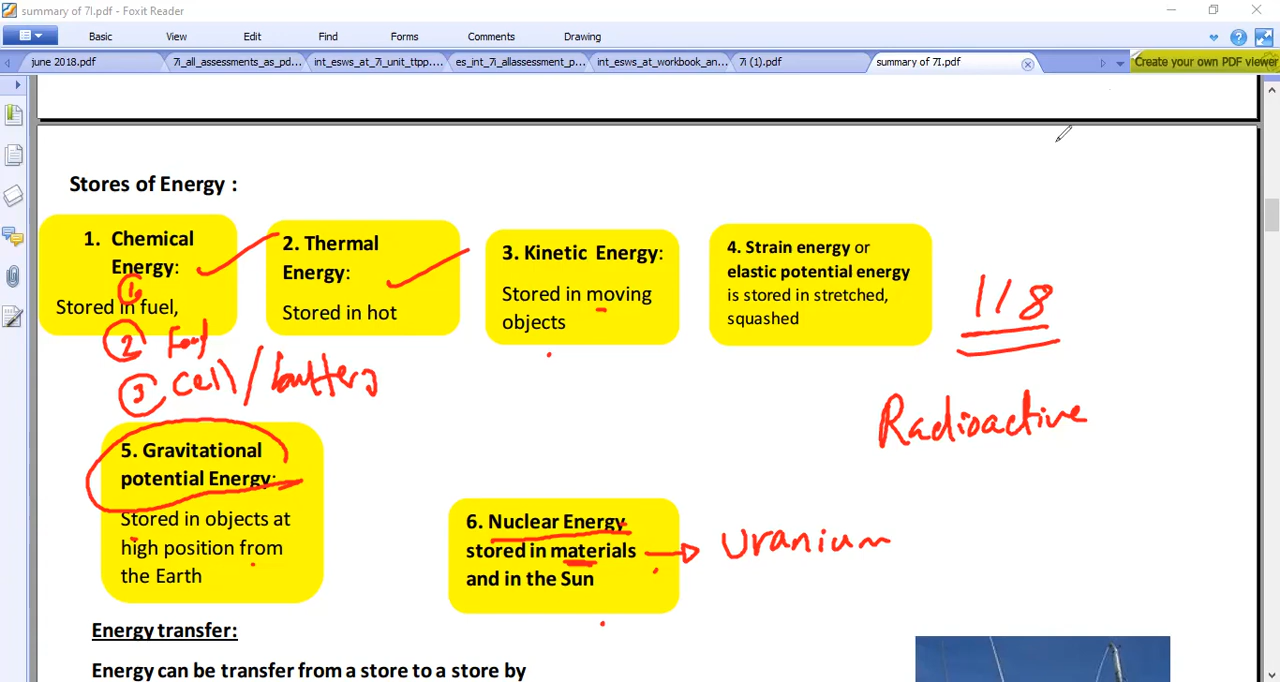 summary of 7I.pdf - Foxit Reader
Basic View Edit Find Forms Comments Drawing
june 2018.pdf 7i_all_assessments_as_pd... int_esws_at_7i_unit_ttpp.... es_int_7i_allassessment_p... int_esws_at_workbook_an... 7i (1).pdf summary of 7I.pdf Create your own PDF viewer
Stores of Energy :
1. Chemical
Energy:
Stored in fuel,
2. Thermal
Energy:
Stored in hot
3. Kinetic Energy:
Stored in moving
objects
4. Strain energy or
elastic potential energy
is stored in stretched,
squashed
118
1
2
3 Cell/
Radioactive
5. Gravitational
potential Energy:
Stored in objects at
high position from
the Earth
6. Nuclear Energy
stored in materials
and in the Sun
uranium
Energy transfer:
Energy can be transfer from a store to a store by